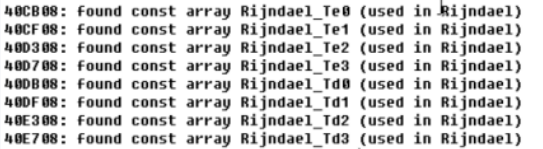 40CB08: found const array Rijndael_Te0 (used in Rijndael)
40CF08: found const array Rijndael_Te1 (used in Rijndael)
40D308: found const array Rijndael_Te2 (used in Rijndael)
40D708: found const array Rijndael_Te3 (used in Rijndael)
40DB08: found const array Rijndael_Td0 (used in Rijndael)
40DF08: found const array Rijndael_Td1 (used in Rijndael)
40E308: found const array Rijndael_Td2 (used in Rijndael)
40E708: found const array Rijndael_Td3 (used in Rijndael)